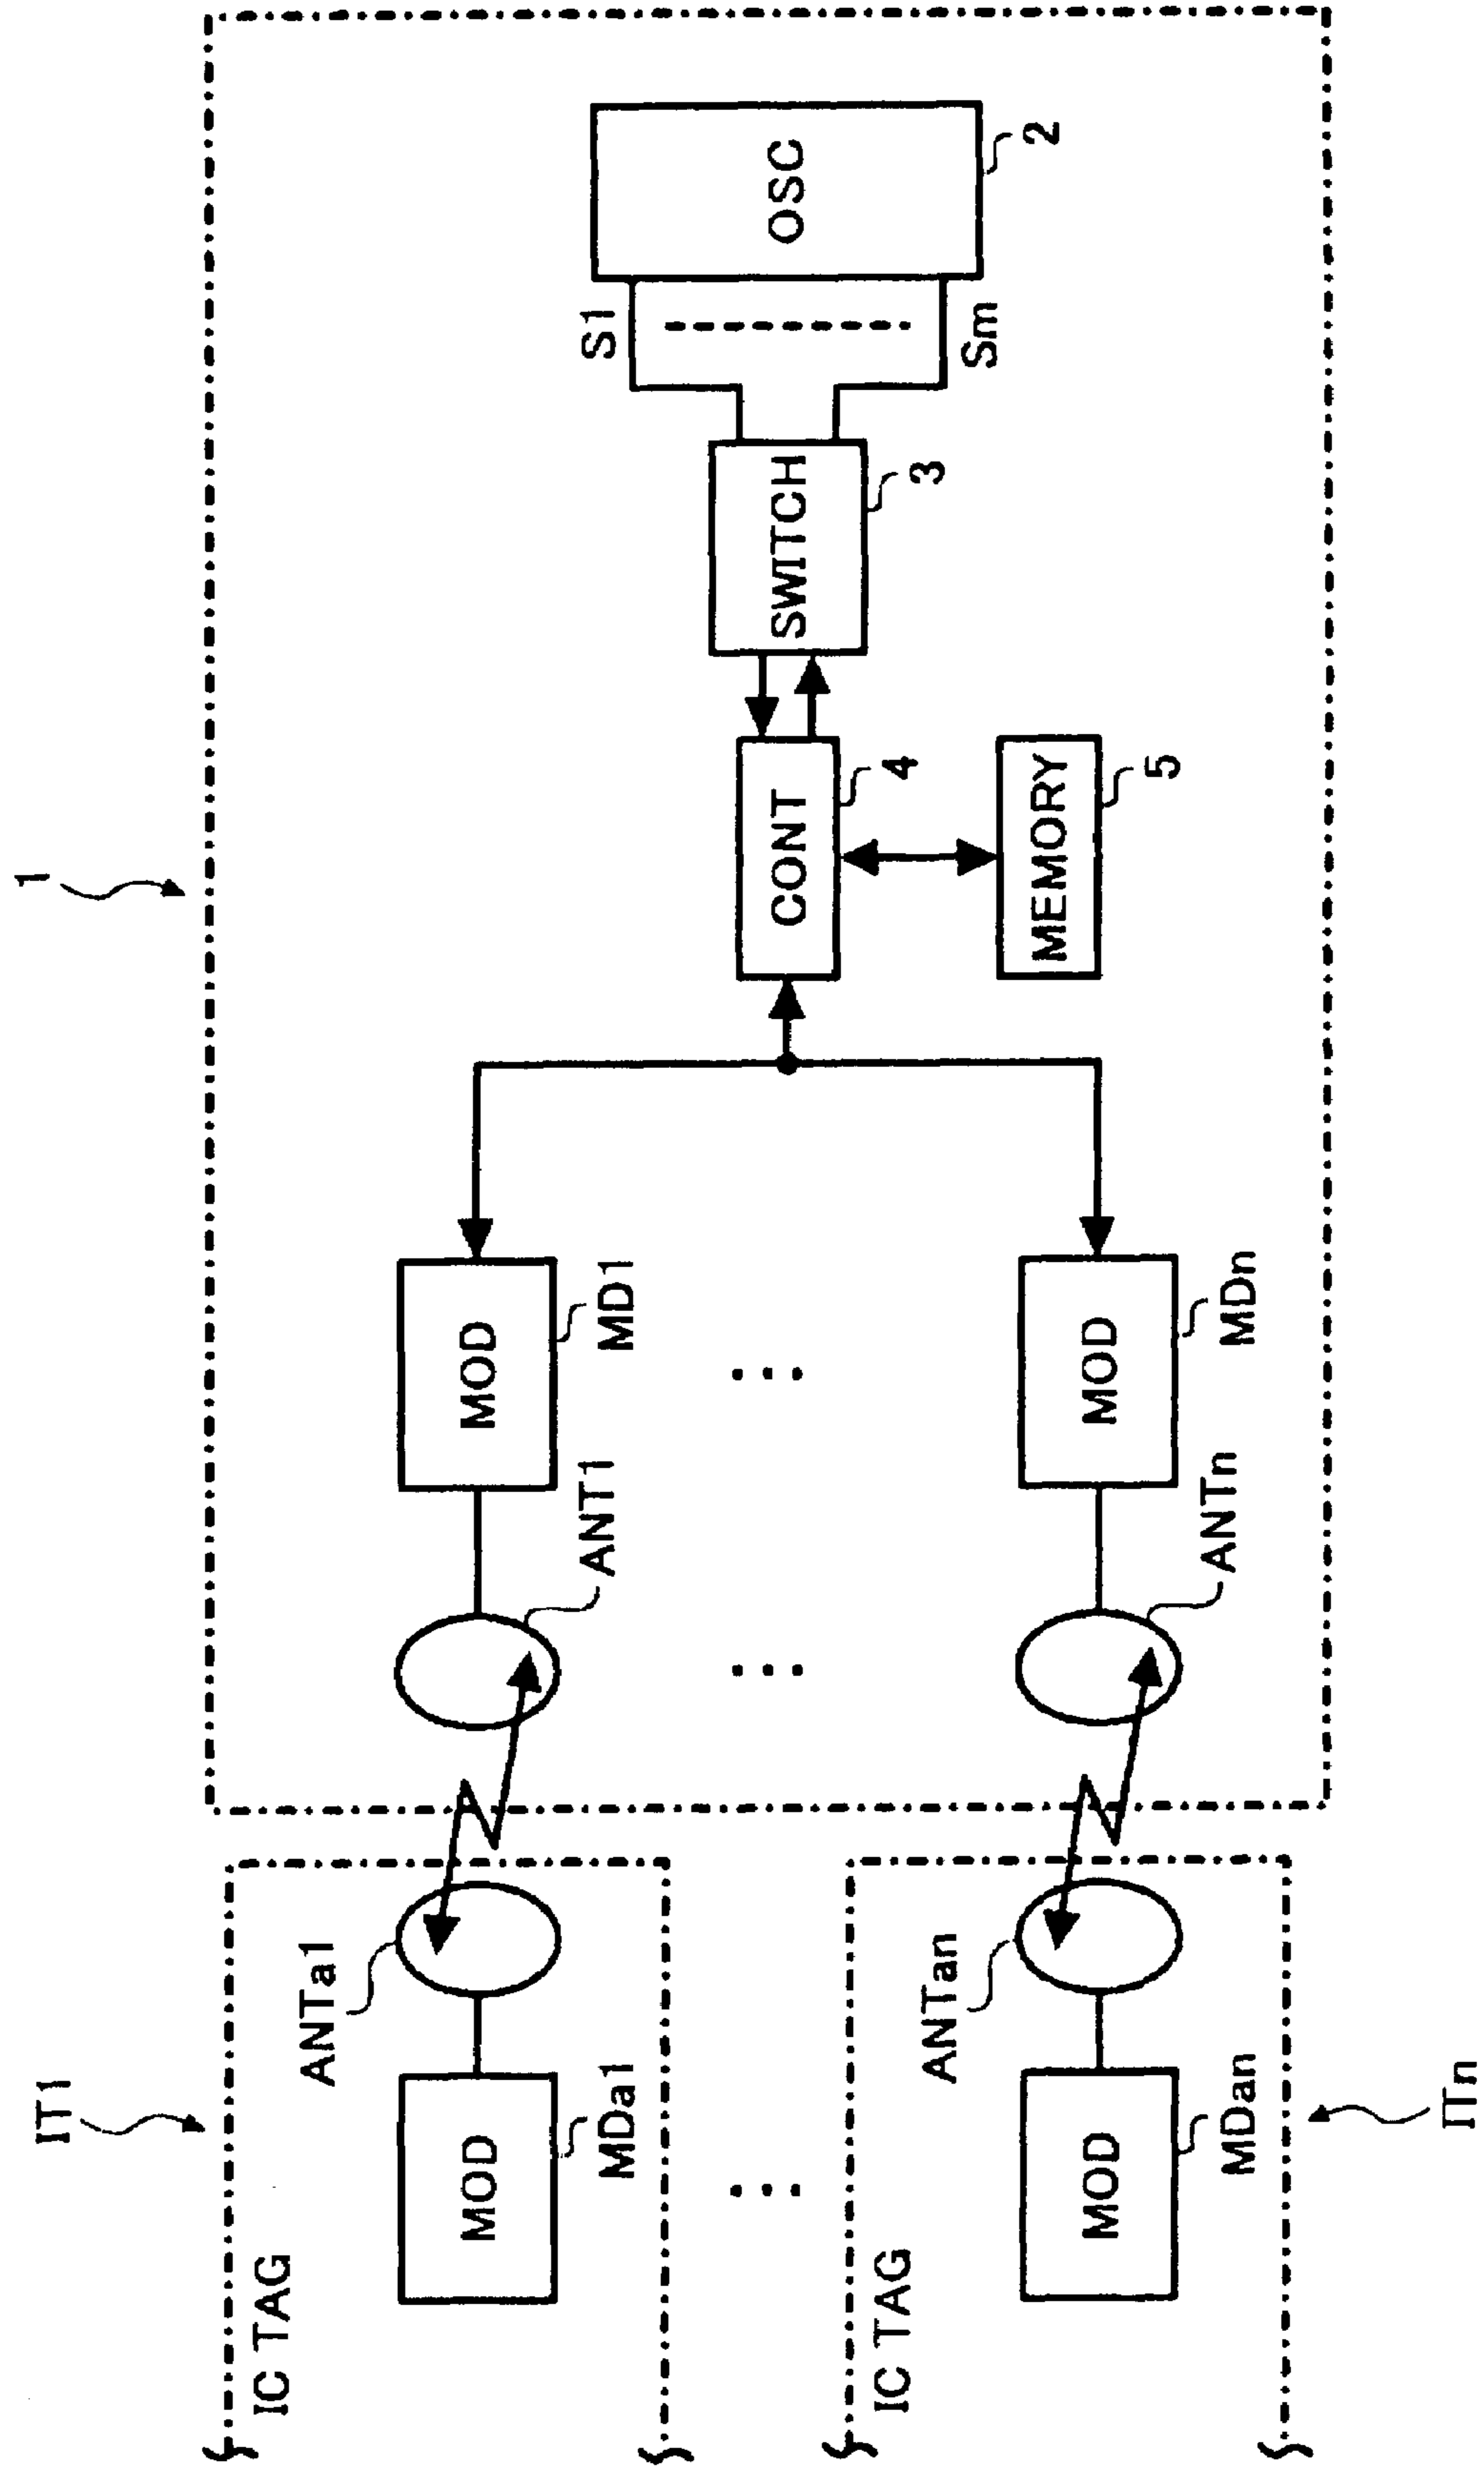 1
IT1
IC TAG
MOD
MDa1
ANTa1
ANT1
MOD
MD1
CONT
4
MEMORY
5
SWITCH
3
S1
Sm
OSC
2
IC TAG
MOD
MDan
ANTan
ANTn
MOD
MDn
ITn